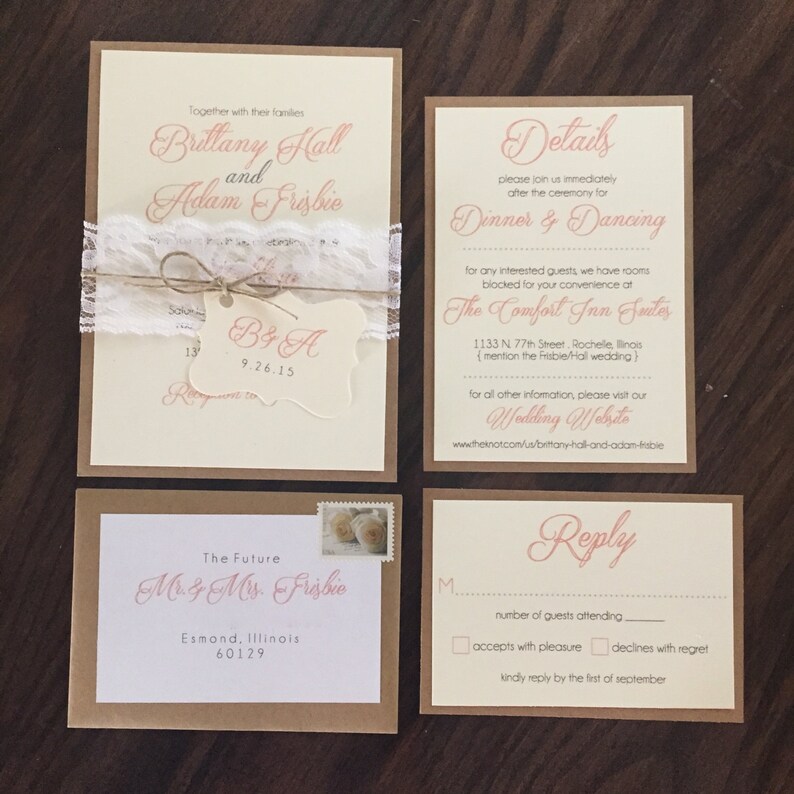 Together with their families
Brittany Hall
and
Adam Frisbie
B & A
9.26.15
Reception to
Details
please join us immediately
after the ceremony for
Dinner & Dancing
for any interested guests, we have rooms
blocked for your convenience at
The Comfort Inn Suites
1133 N. 77th Street . Rochelle, Illinois
{ mention the Frisbie/Hall wedding }
for all other information, please visit our
Wedding Website
www.theknot.com/us/brittany-hall-and-adam-frisbie
The Future
Mr. & Mrs. Frisbie
Esmond, Illinois
60129
Reply
M
number of guests attending ______
accepts with pleasure declines with regret
kindly reply by the first of september